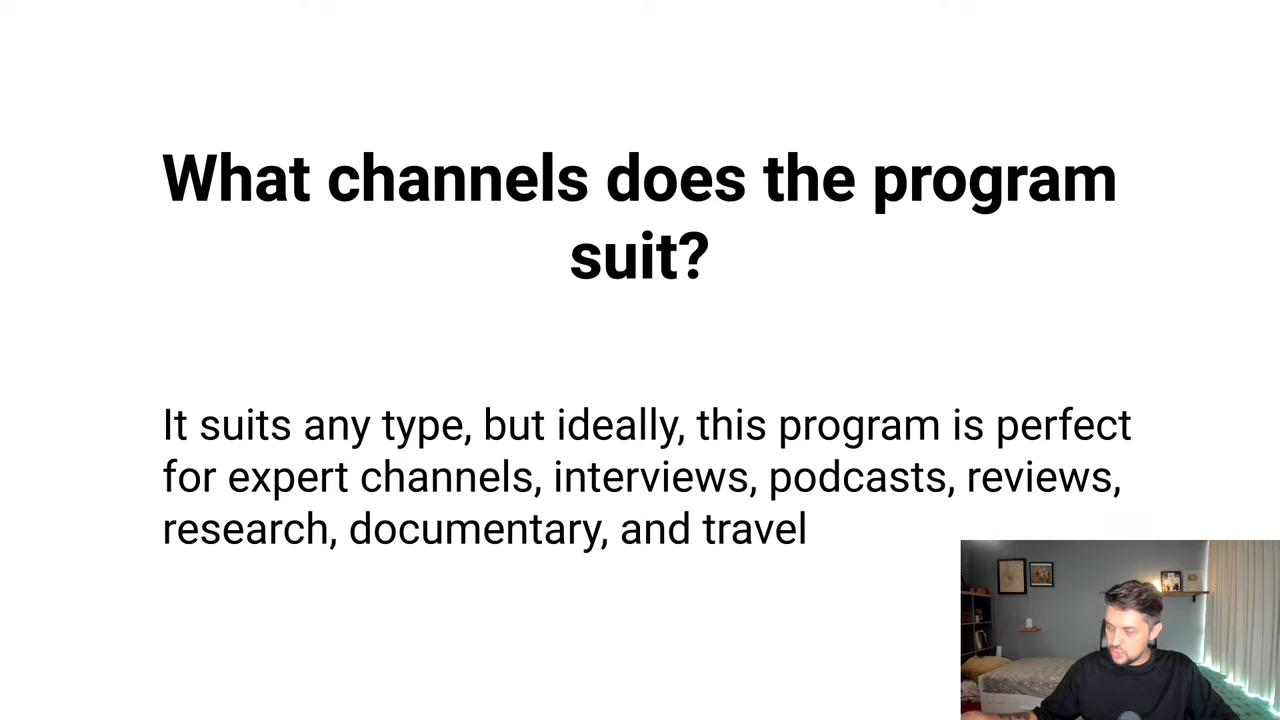 What channels does the program
suit?
It suits any type, but ideally, this program is perfect
for expert channels, interviews, podcasts, reviews,
research, documentary, and travel